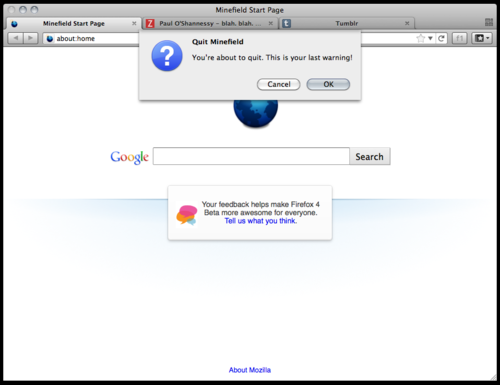 Minefield Start Page
Minefield Start Page
Paul O'Shannessy – blah. blah. ...
Tumblr
about:home
Quit Minefield
You're about to quit. This is your last warning!
Cancel
OK
Google
Search
Your feedback helps make Firefox 4
Beta more awesome for everyone.
Tell us what you think.
About Mozilla